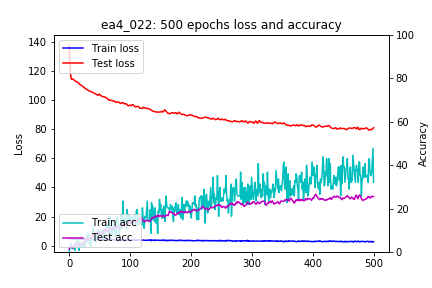 ea4_022: 500 epochs loss and accuracy
Train loss
Test loss
Train acc
Test acc
Loss
Accuracy
140
120
100
80
60
40
20
0
100
80
60
40
20
0
0 100 200 300 400 500